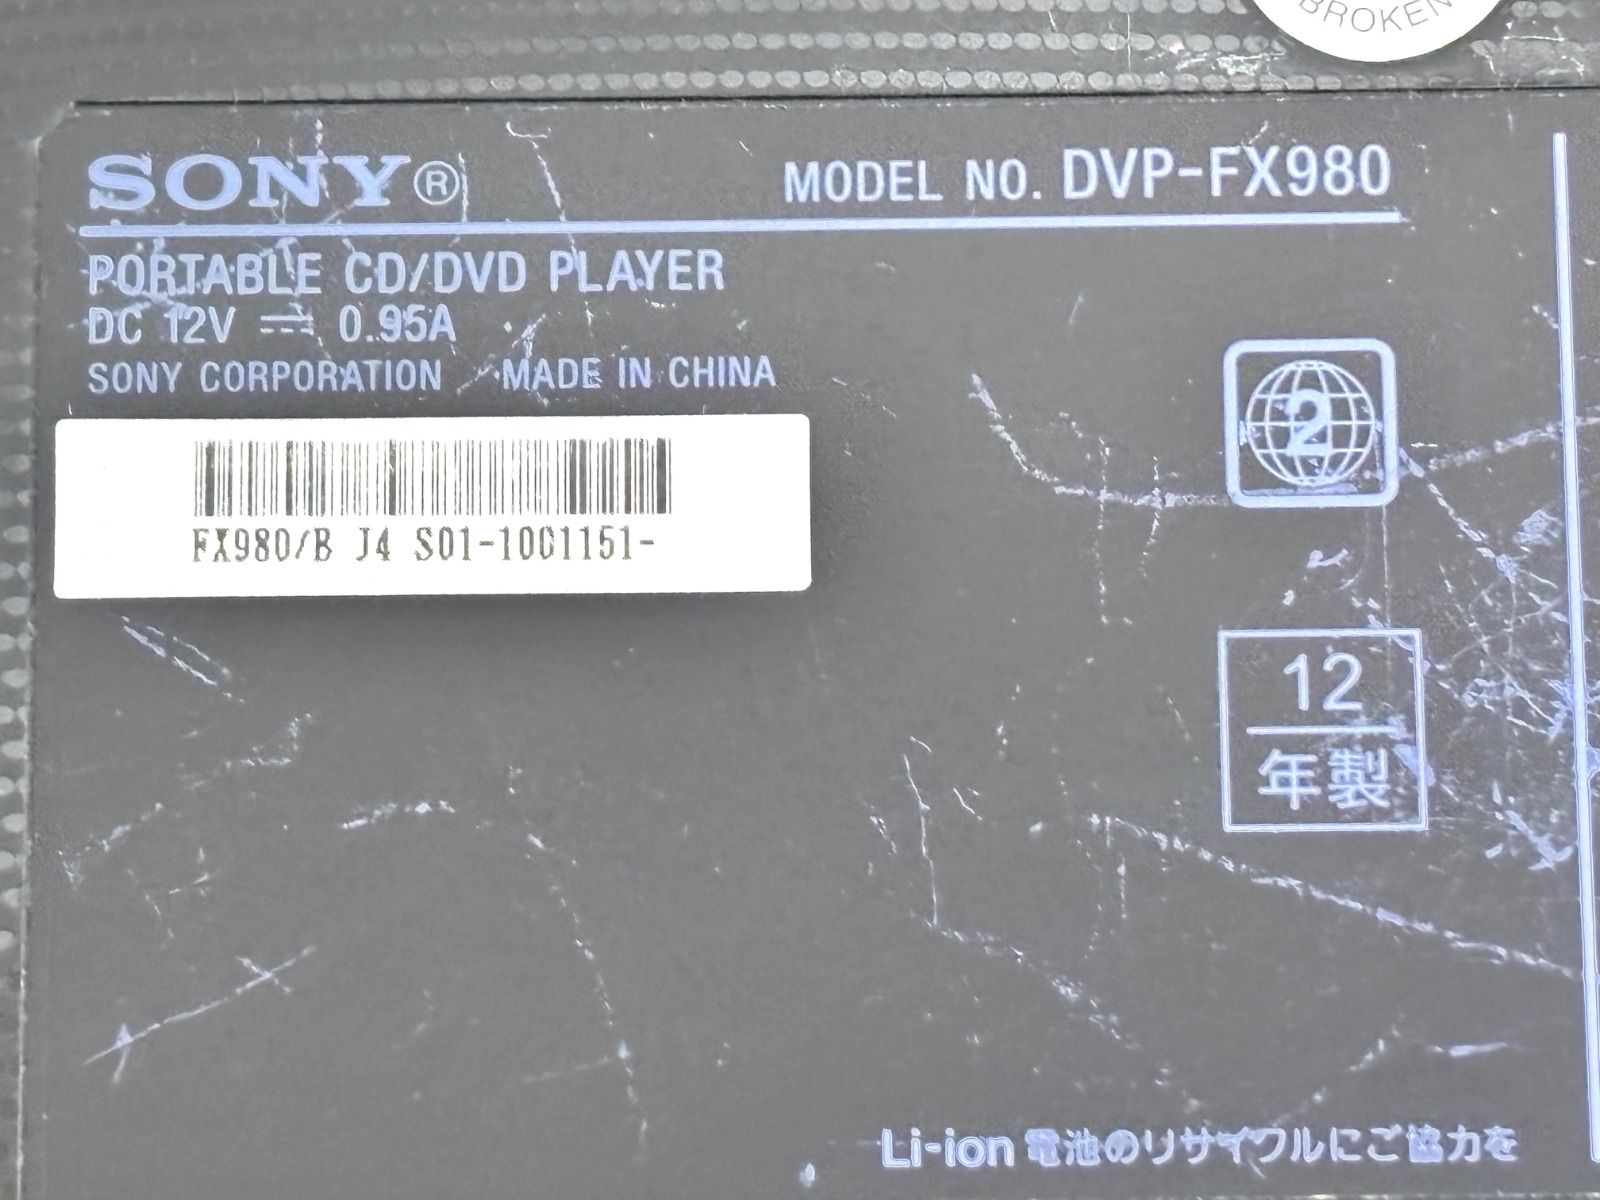 BROKEN
SONY®
MODEL NO. DVP-FX980
PORTABLE CD/DVD PLAYER
DC 12V ⎓ 0.95A
SONY CORPORATION MADE IN CHINA
2
FX980/B J4 S01-1001151-
12
年製
Li-ion 電池のリサイクルにご協力を